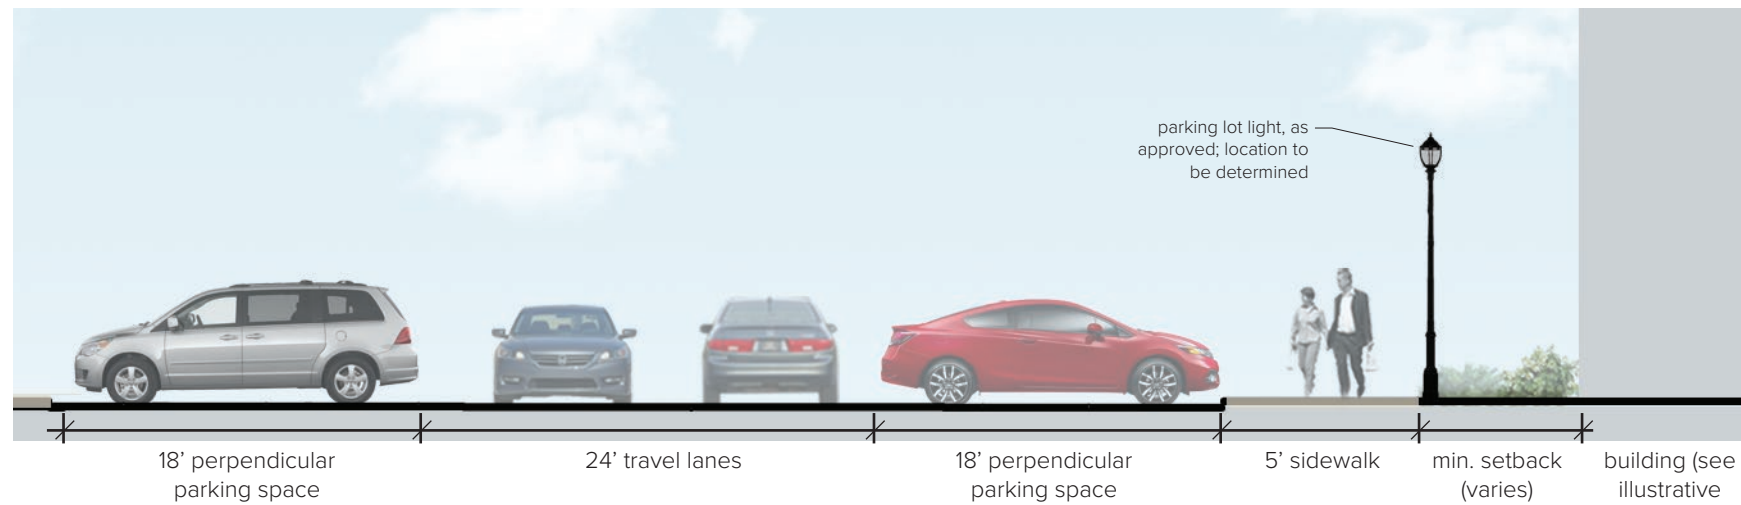 parking lot light, as
approved; location to
be determined
18’ perpendicular
parking space
24’ travel lanes
18’ perpendicular
parking space
5’ sidewalk
min. setback
(varies)
building (see
illustrative